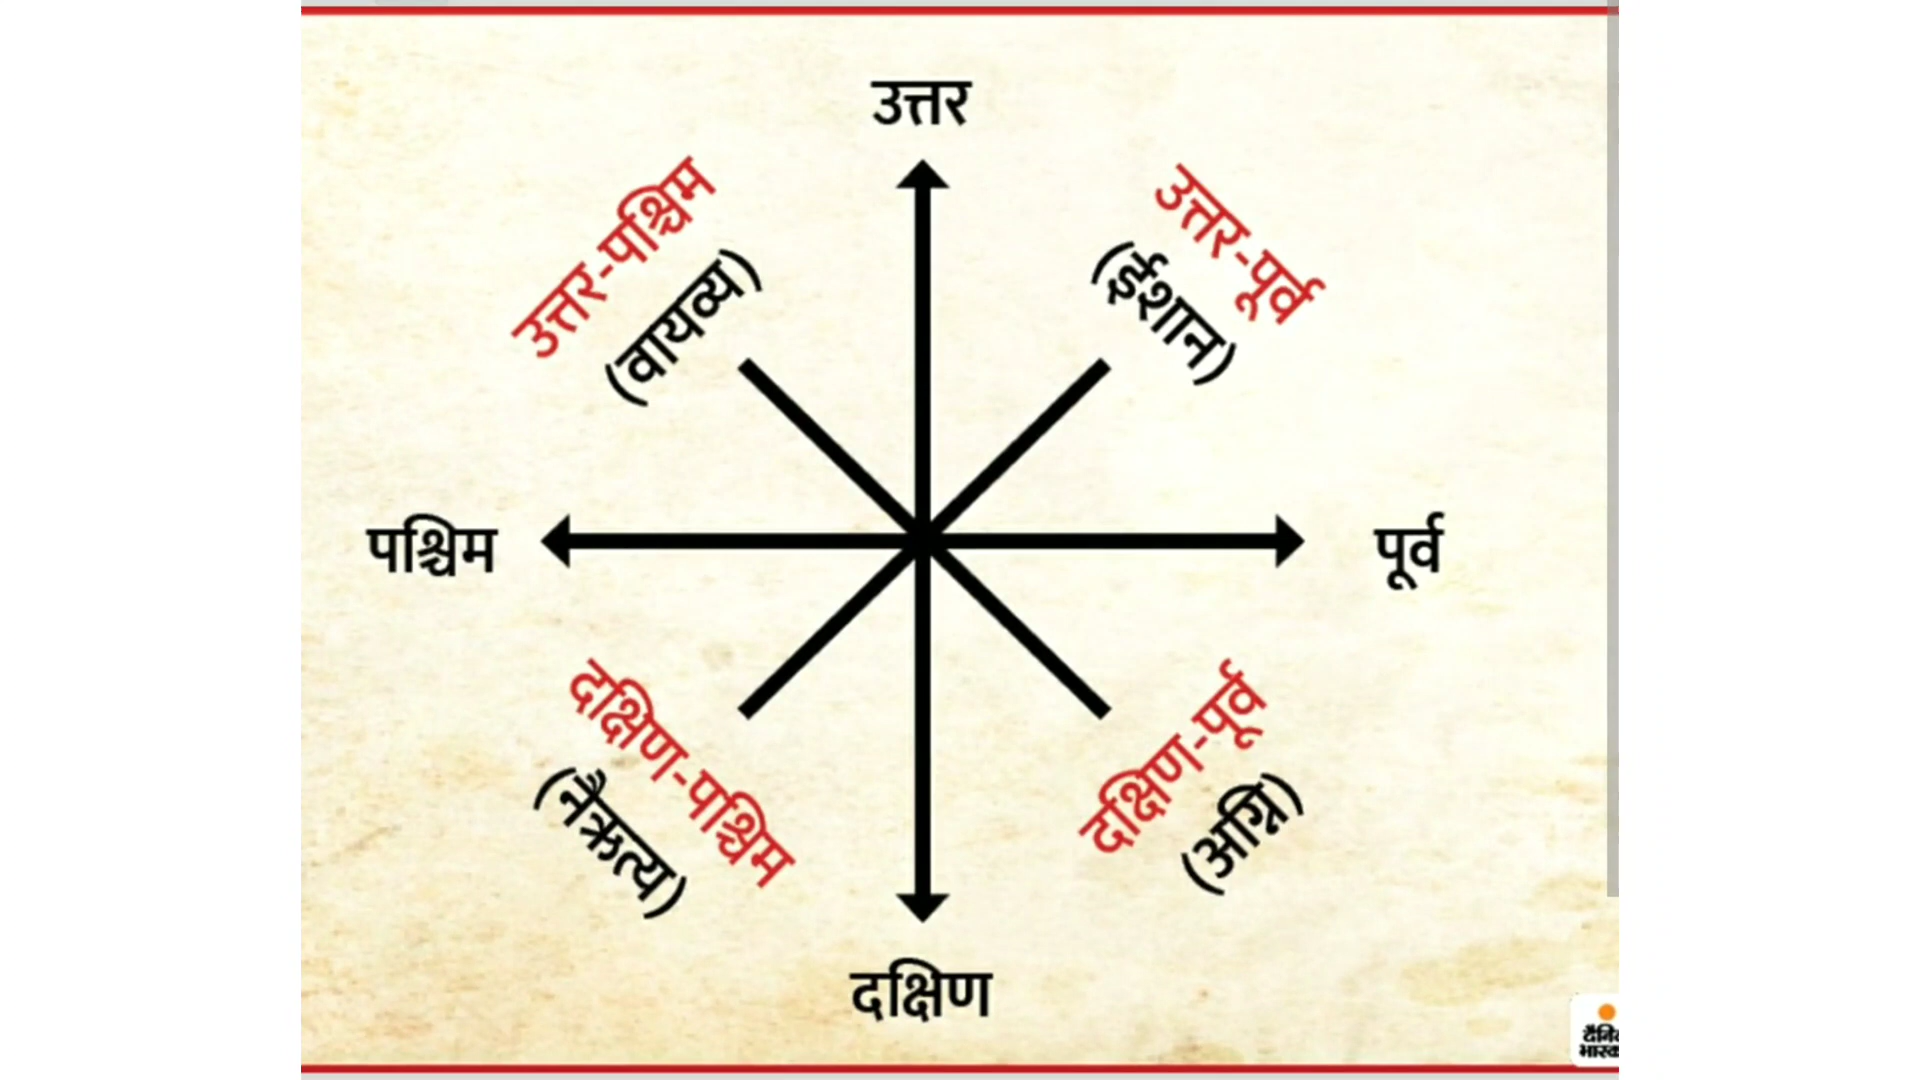 उत्तर
उत्तर-पश्चिम
(वायव्य)
उत्तर-पूर्व
(ईशान)
पश्चिम
पूर्व
दक्षिण-पश्चिम
(नैऋत्य)
दक्षिण-पूर्व
(अग्नि)
दक्षिण